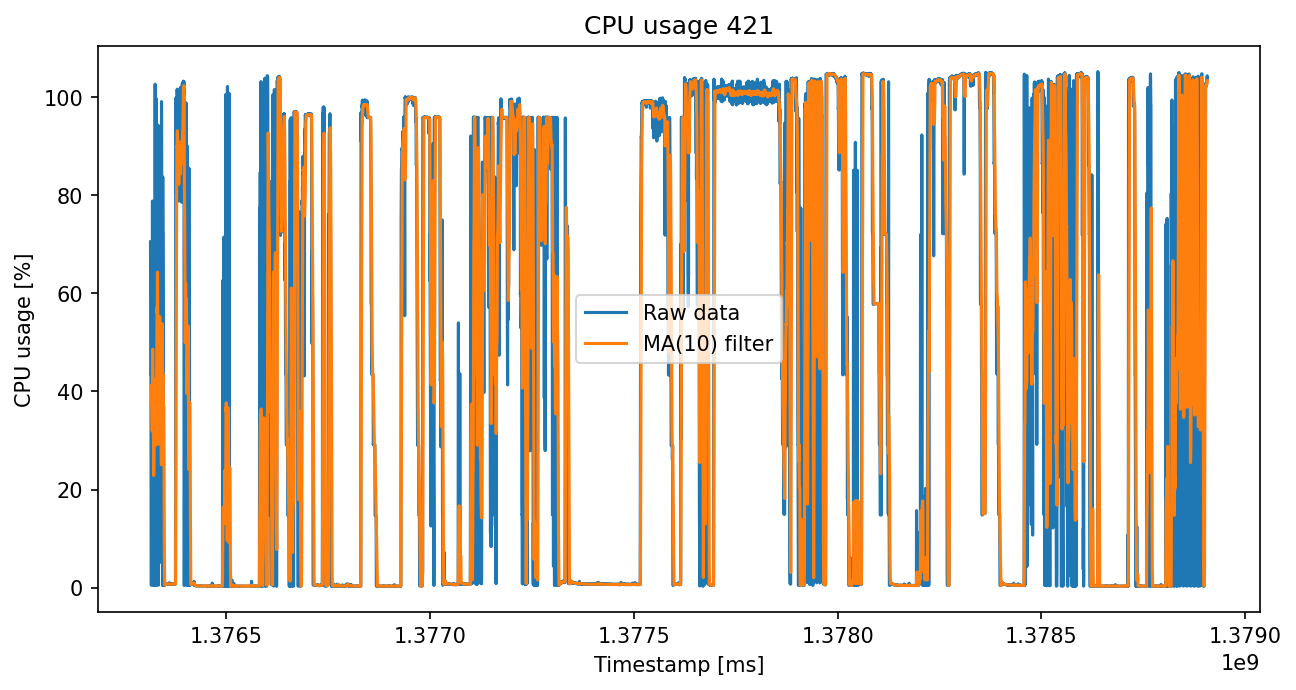 CPU usage 421
CPU usage [%]
100
80
60
40
20
0
Raw data
MA(10) filter
1.3765 1.3770 1.3775 1.3780 1.3785 1.3790
1e9
Timestamp [ms]